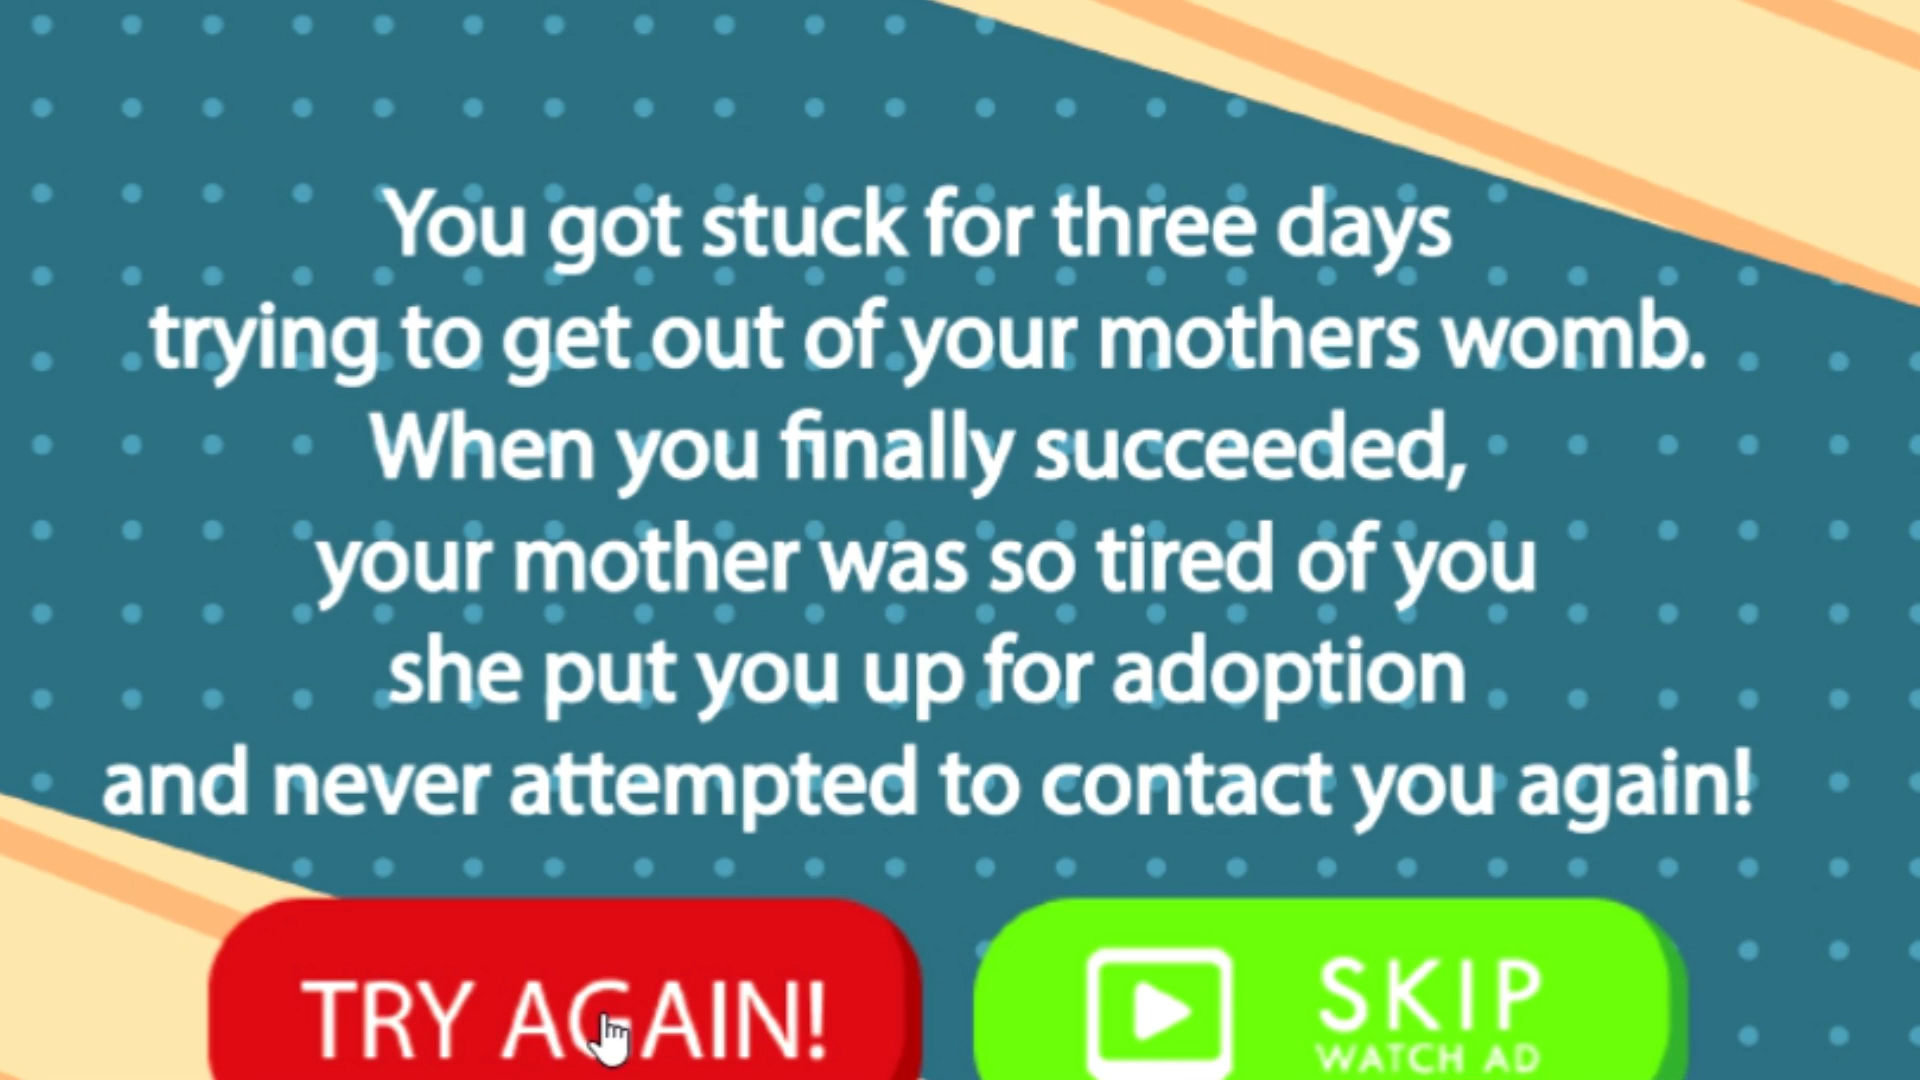 You got stuck for three days
trying to get out of your mothers womb.
When you finally succeeded,
your mother was so tired of you
she put you up for adoption
and never attempted to contact you again!
TRY AGAIN!
SKIP
WATCH AD